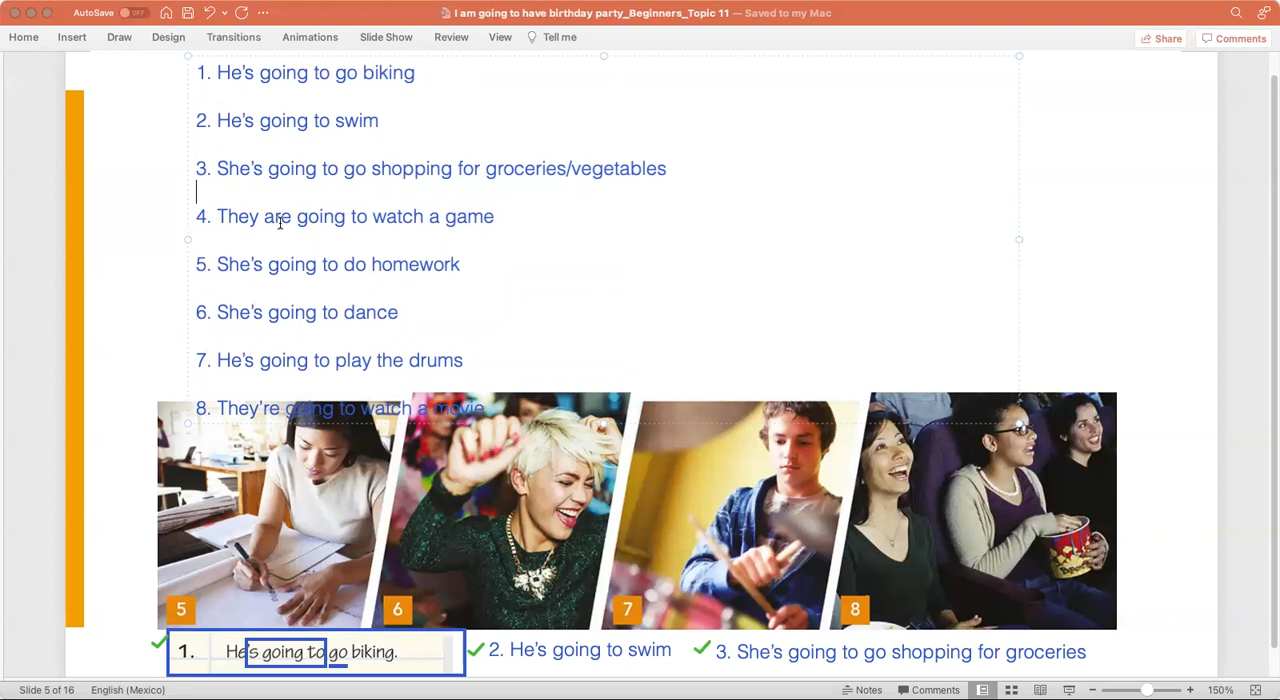 AutoSave OFF
I am going to have birthday party_Beginners_Topic 11 — Saved to my Mac
Home Insert Draw Design Transitions Animations Slide Show Review View Tell me Share Comments
1. He's going to go biking
2. He's going to swim
3. She's going to go shopping for groceries/vegetables
4. They are going to watch a game
5. She's going to do homework
6. She's going to dance
7. He's going to play the drums
8. They're going to watch a movie
5 6 7 8
1. He's going to go biking.
2. He's going to swim
3. She's going to go shopping for groceries
Slide 5 of 16 English (Mexico) Notes Comments 150%